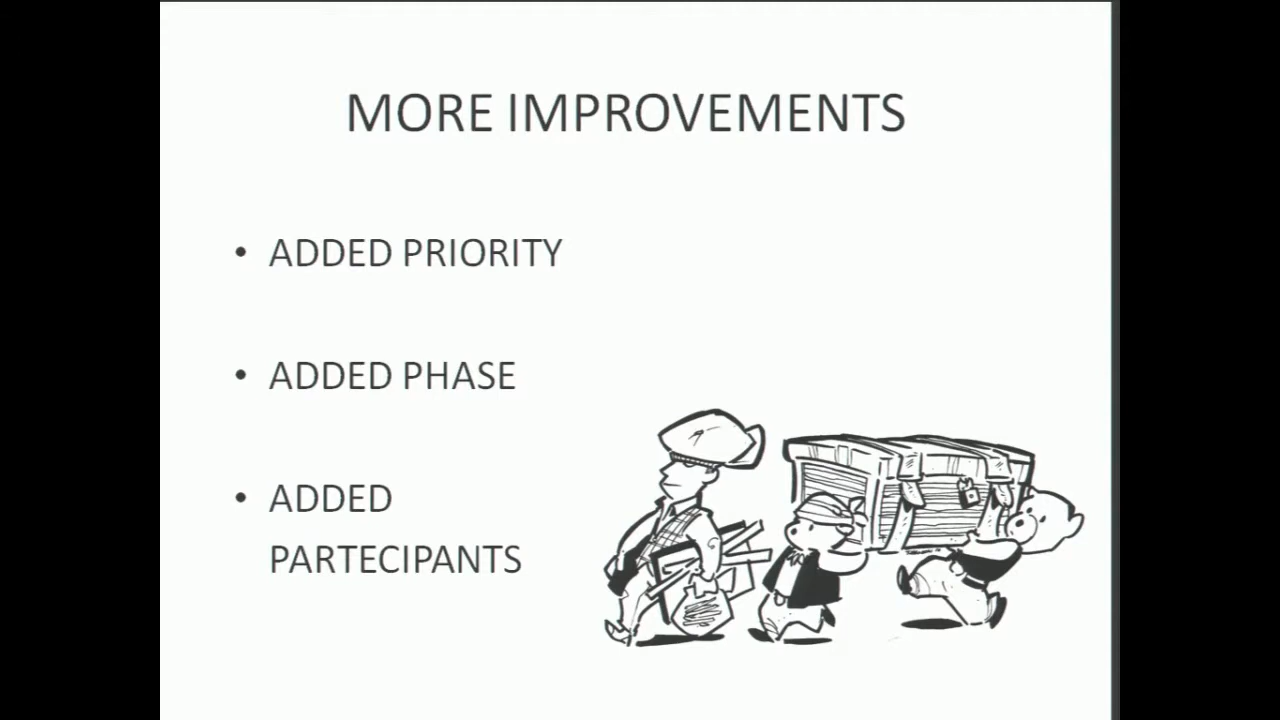 MORE IMPROVEMENTS
• ADDED PRIORITY
• ADDED PHASE
• ADDED
PARTECIPANTS